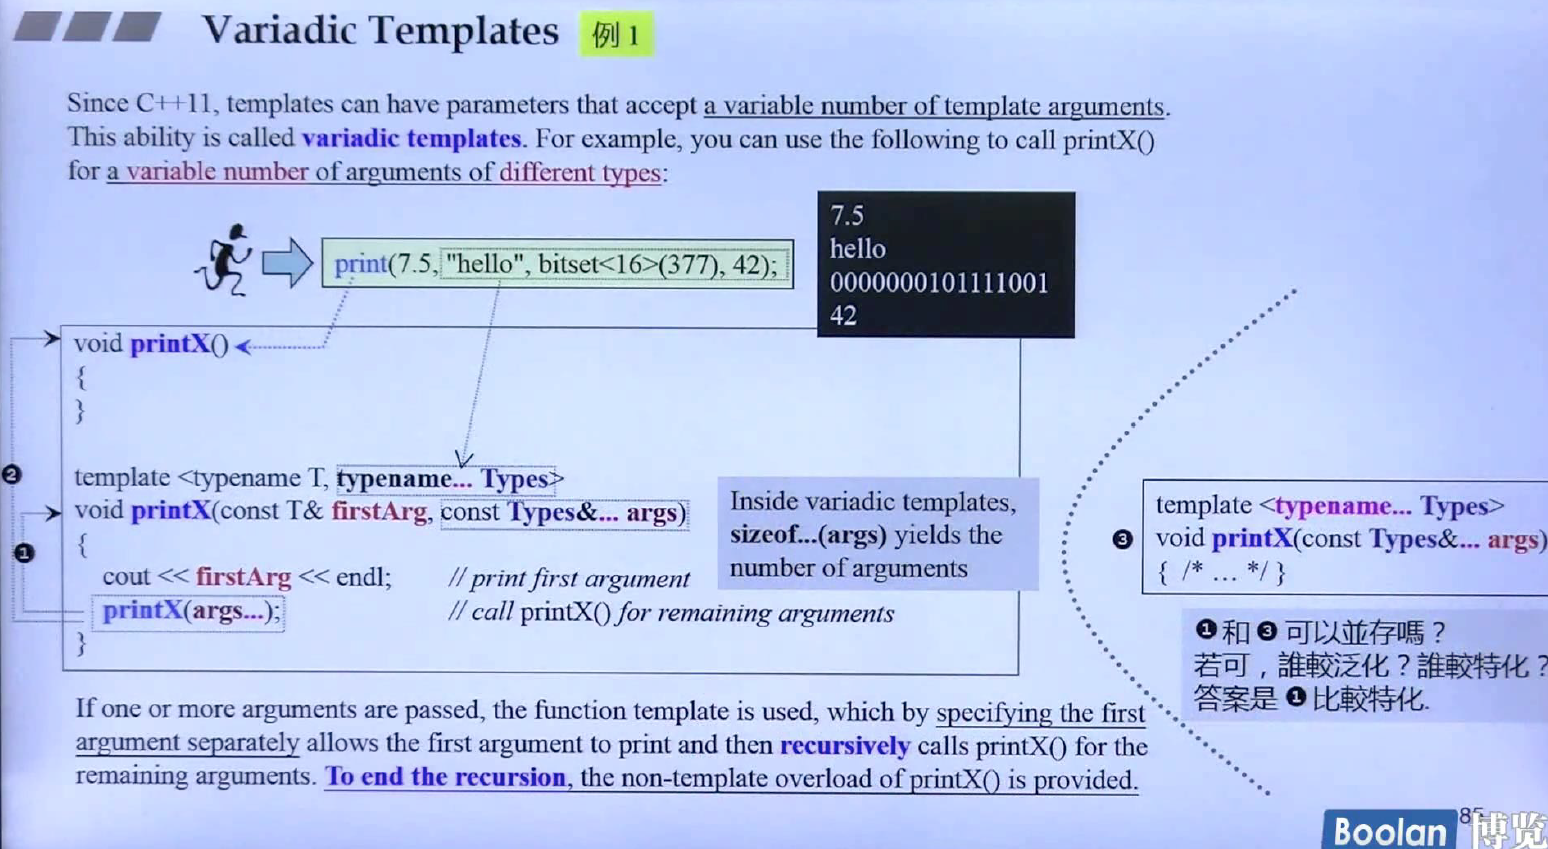 Variadic Templates 例 1
Since C++11, templates can have parameters that accept a variable number of template arguments.
This ability is called variadic templates. For example, you can use the following to call printX()
for a variable number of arguments of different types:
print(7.5, "hello", bitset<16>(377), 42);
7.5
hello
0000000101111001
42
void printX()
{
}
template <typename T, typename... Types>
void printX(const T& firstArg, const Types&... args)
{
cout << firstArg << endl; // print first argument
printX(args...); // call printX() for remaining arguments
}
❷
❶
Inside variadic templates,
sizeof...(args) yields the
number of arguments
❸
template <typename... Types>
void printX(const Types&... args)
{ /* ... */ }
❶和❸可以並存嗎？
若可，誰較泛化？誰較特化？
答案是❶比較特化.
If one or more arguments are passed, the function template is used, which by specifying the first
argument separately allows the first argument to print and then recursively calls printX() for the
remaining arguments. To end the recursion, the non-template overload of printX() is provided.
85
Boolan 博览